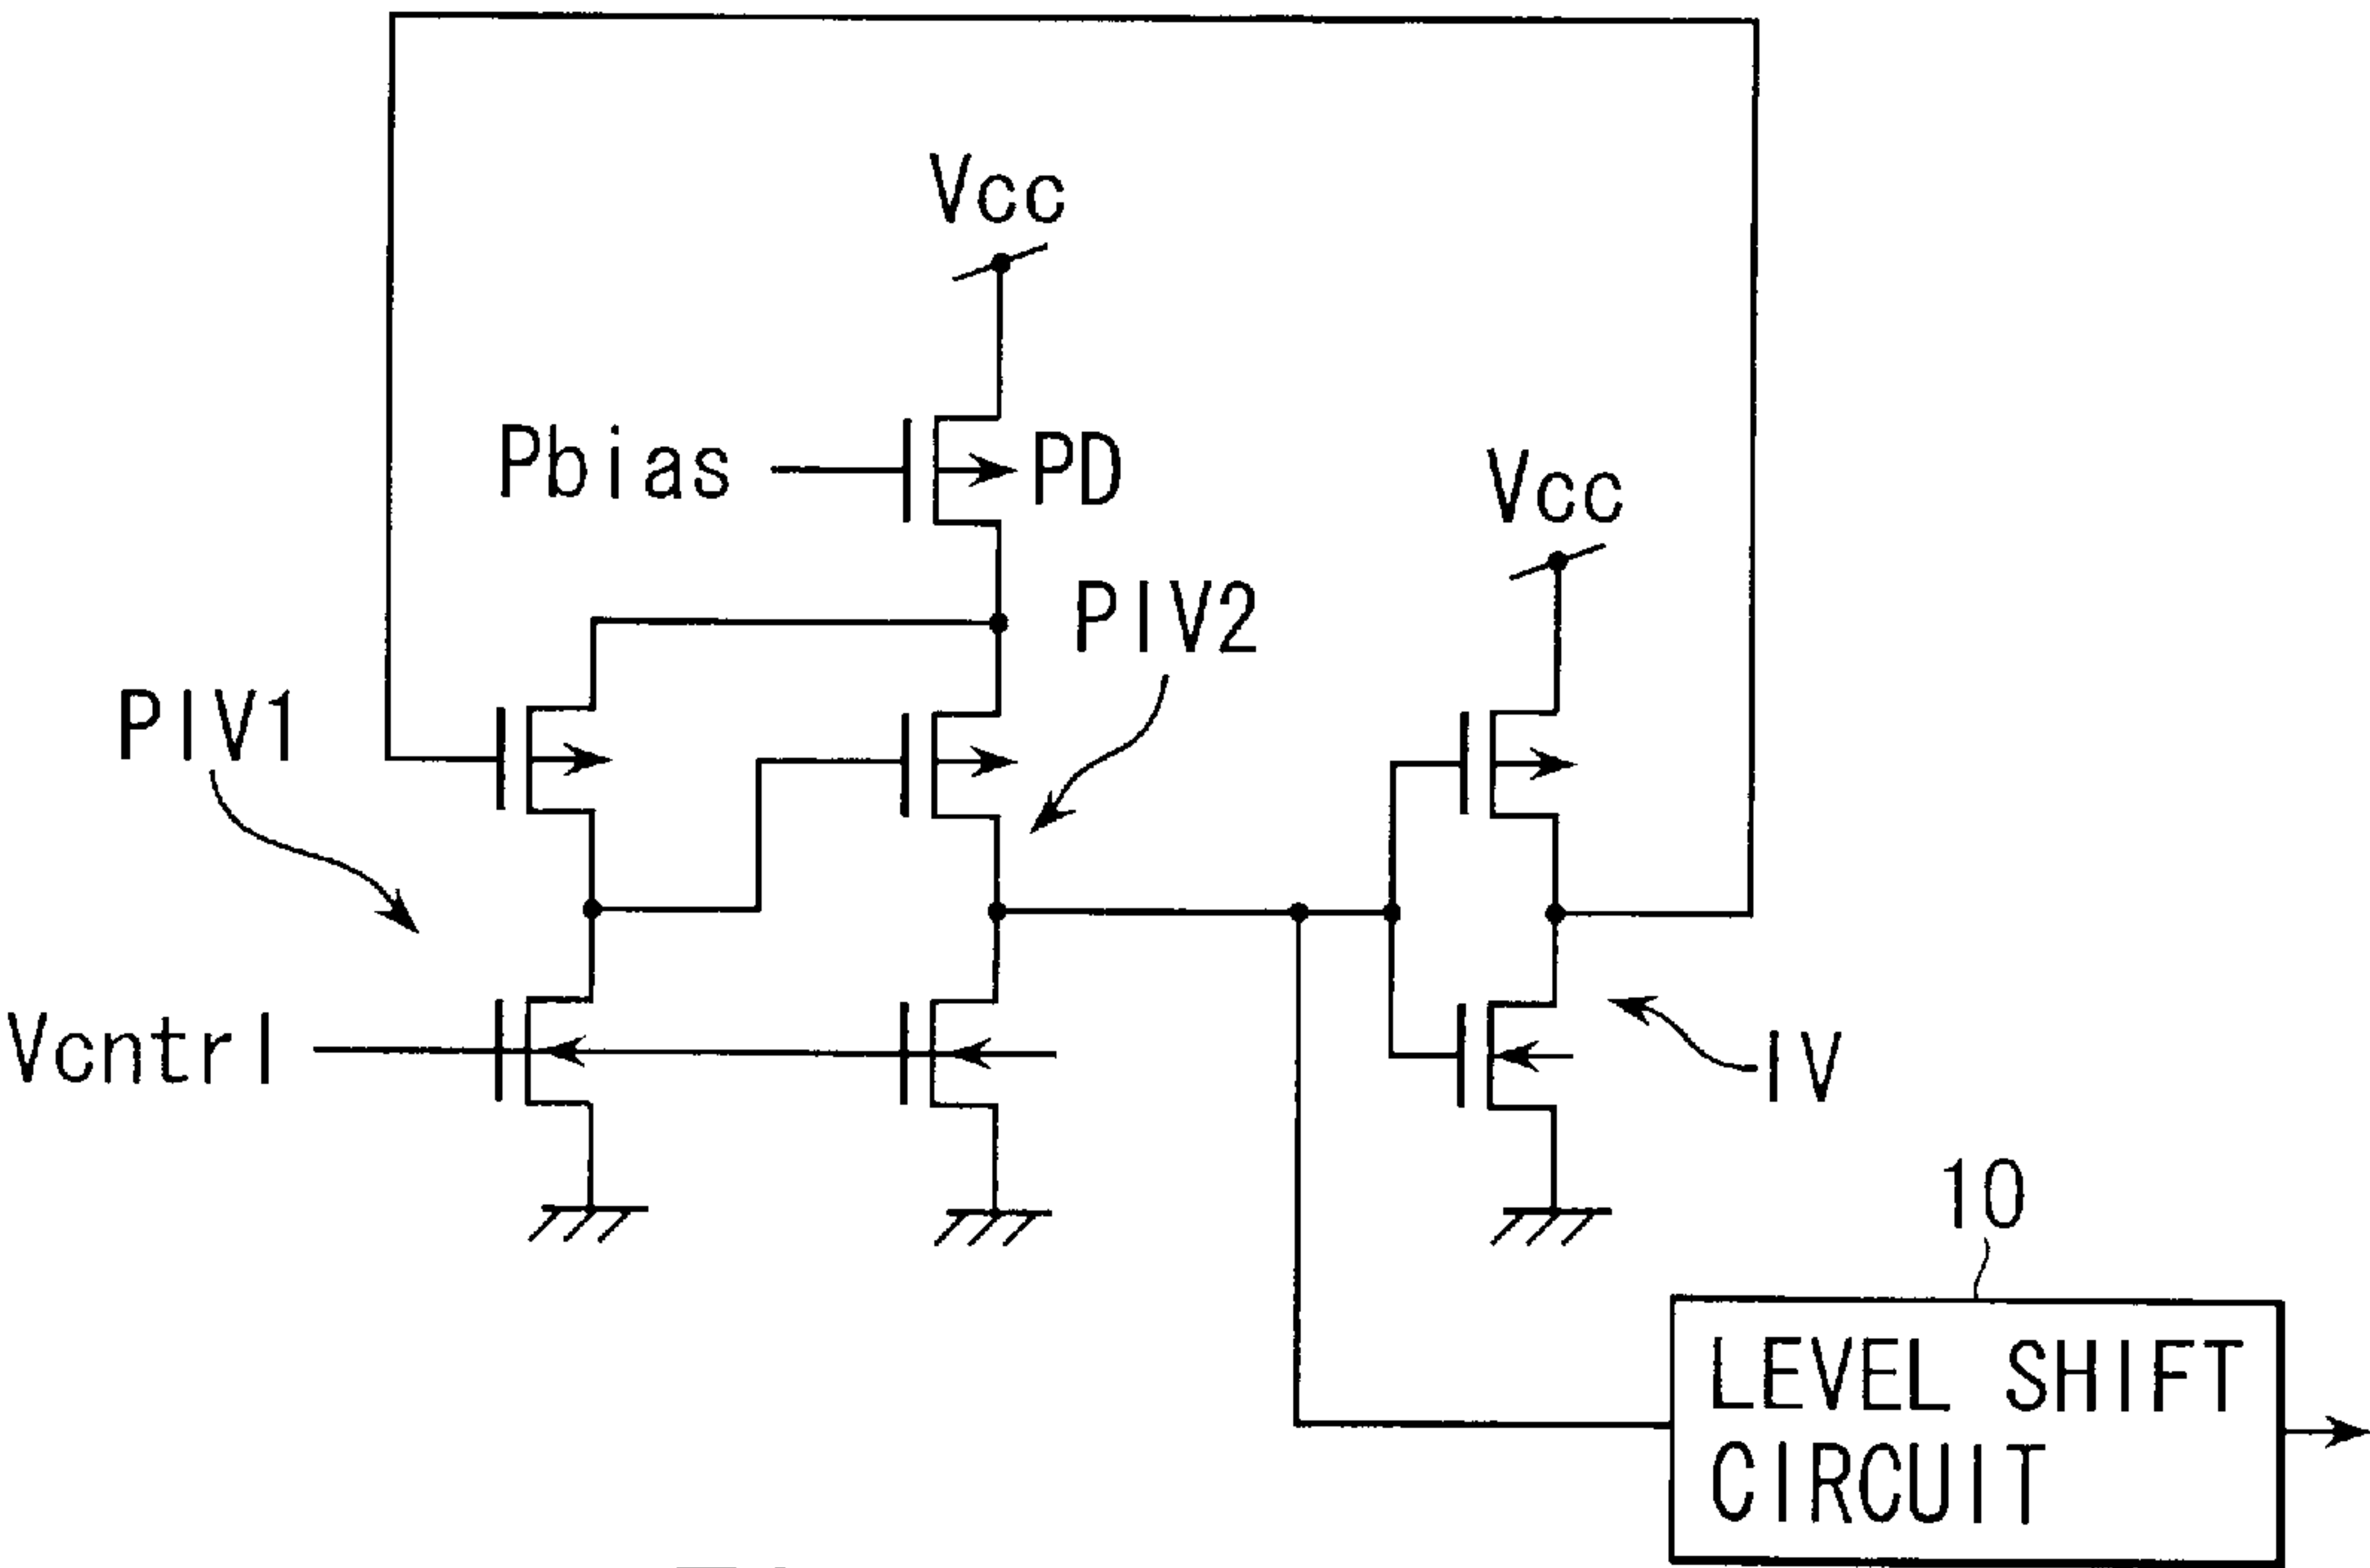 Vcc
Pbias
PD
Vcc
PIV2
PIV1
Vcntrl
IV
10
LEVEL SHIFT
CIRCUIT